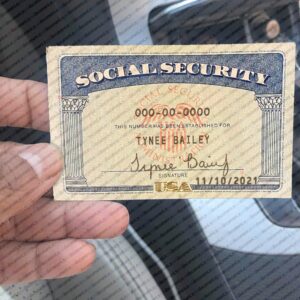 SOCIAL SECURITY
000-00-0000
THIS NUMBER HAS BEEN ESTABLISHED FOR
TYNEE BAILEY
SIGNATURE
USA
11/10/2021